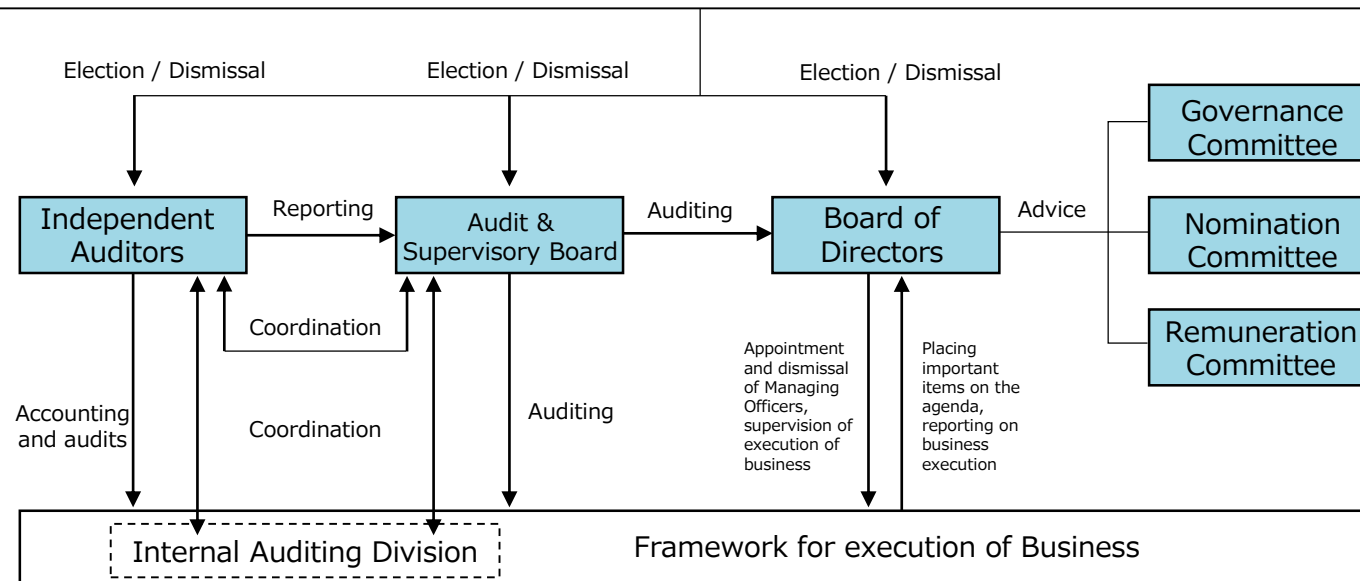 Election / Dismissal
Election / Dismissal
Election / Dismissal
Governance
Committee
Independent
Auditors
Reporting
Audit &
Supervisory Board
Auditing
Board of
Directors
Advice
Nomination
Committee
Coordination
Remuneration
Committee
Accounting
and audits
Coordination
Auditing
Appointment
and dismissal
of Managing
Officers,
supervision of
execution of
business
Placing
important
items on the
agenda,
reporting on
business
execution
Internal Auditing Division
Framework for execution of Business